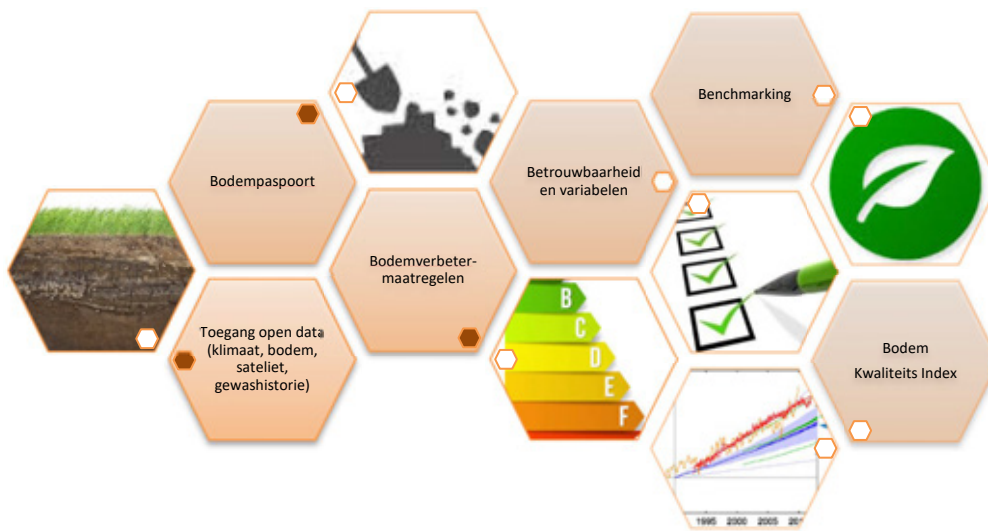 Benchmarking
Bodempaspoort
Betrouwbaarheid
en variabelen
Bodemverbeter-
maatregelen
Toegang open data
(klimaat, bodem,
sateliet,
gewashistorie)
B
C
D
E
F
Bodem
Kwaliteits Index
1995
2000
2005